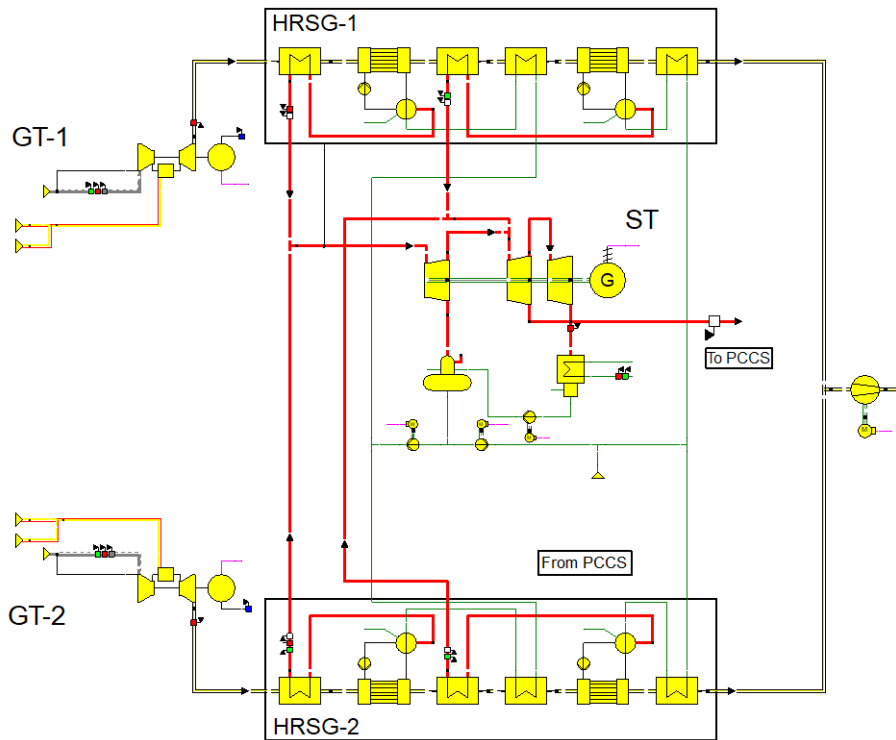 HRSG-1
GT-1
ST
G
To PCCS
M
M
M
M
From PCCS
GT-2
HRSG-2